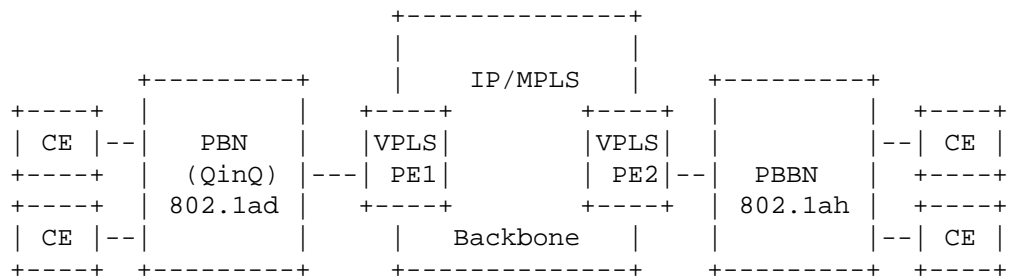 IP/MPLS
CE PBN VPLS VPLS CE
(QinQ) PE1 PE2 PBBN
802.1ad 802.1ah
CE Backbone CE